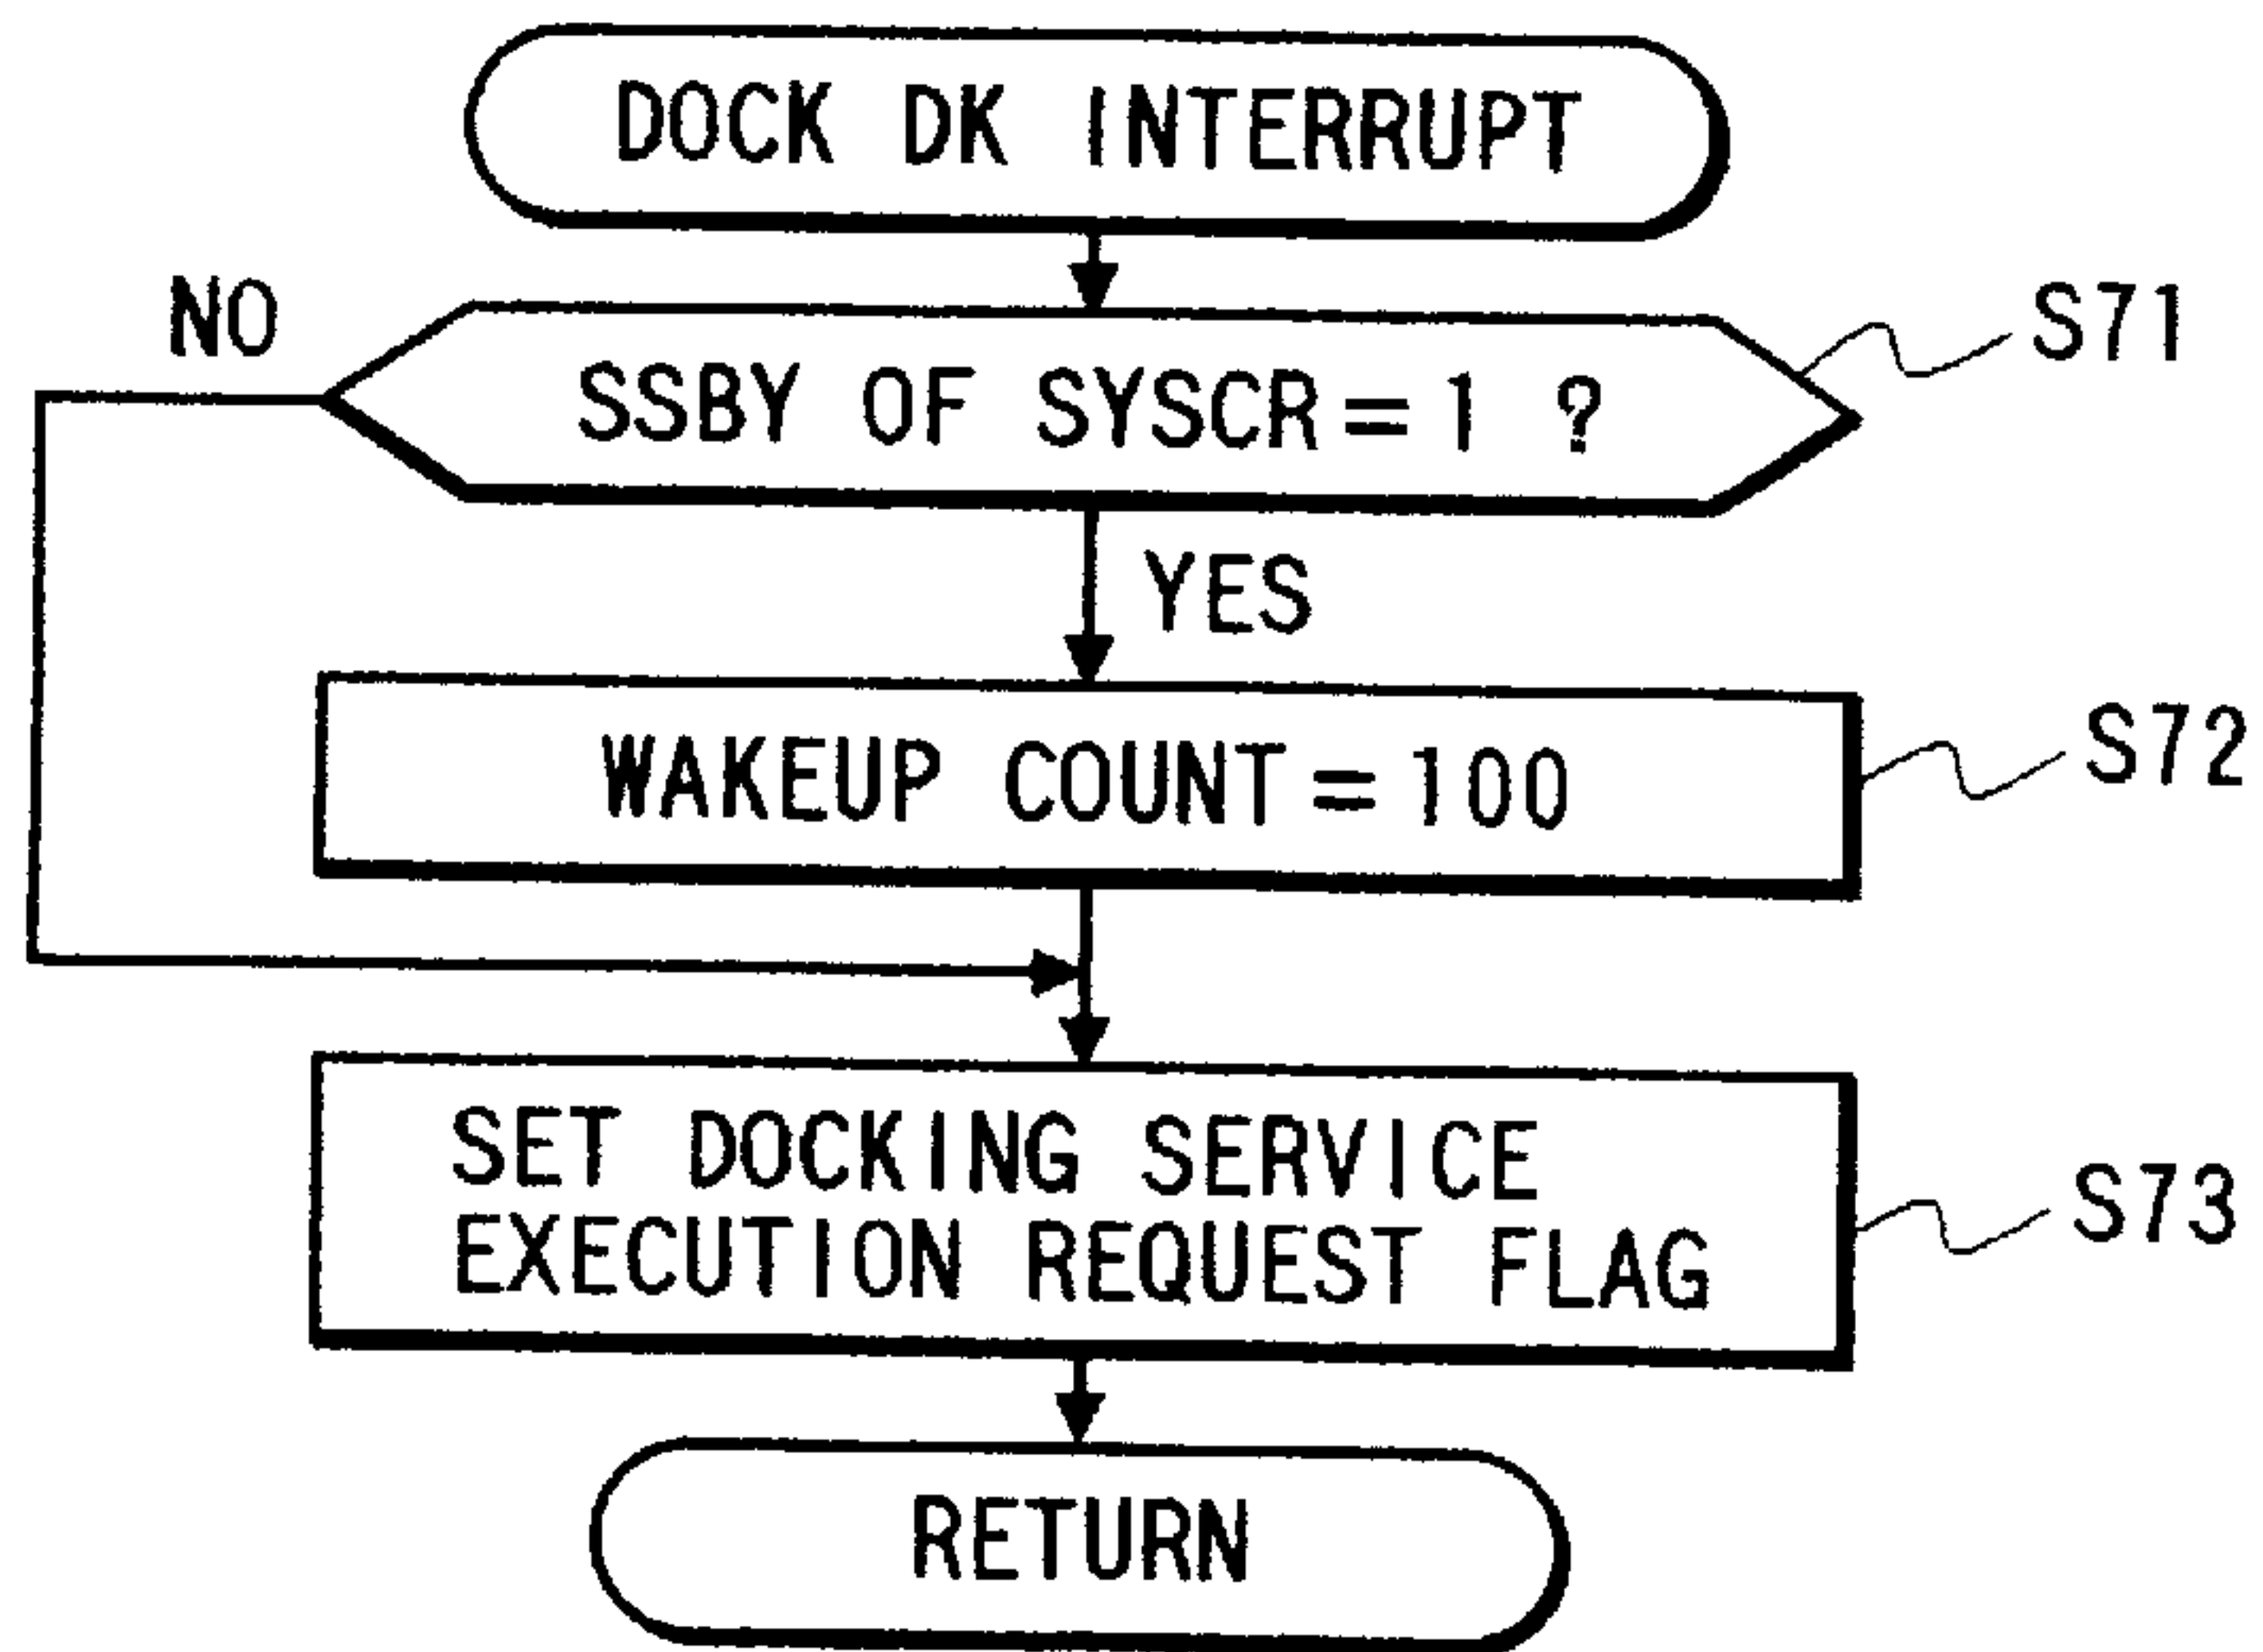 DOCK DK INTERRUPT
NO
SSBY OF SYSCR=1 ?
S71
YES
WAKEUP COUNT=100
S72
SET DOCKING SERVICE
EXECUTION REQUEST FLAG
S73
RETURN